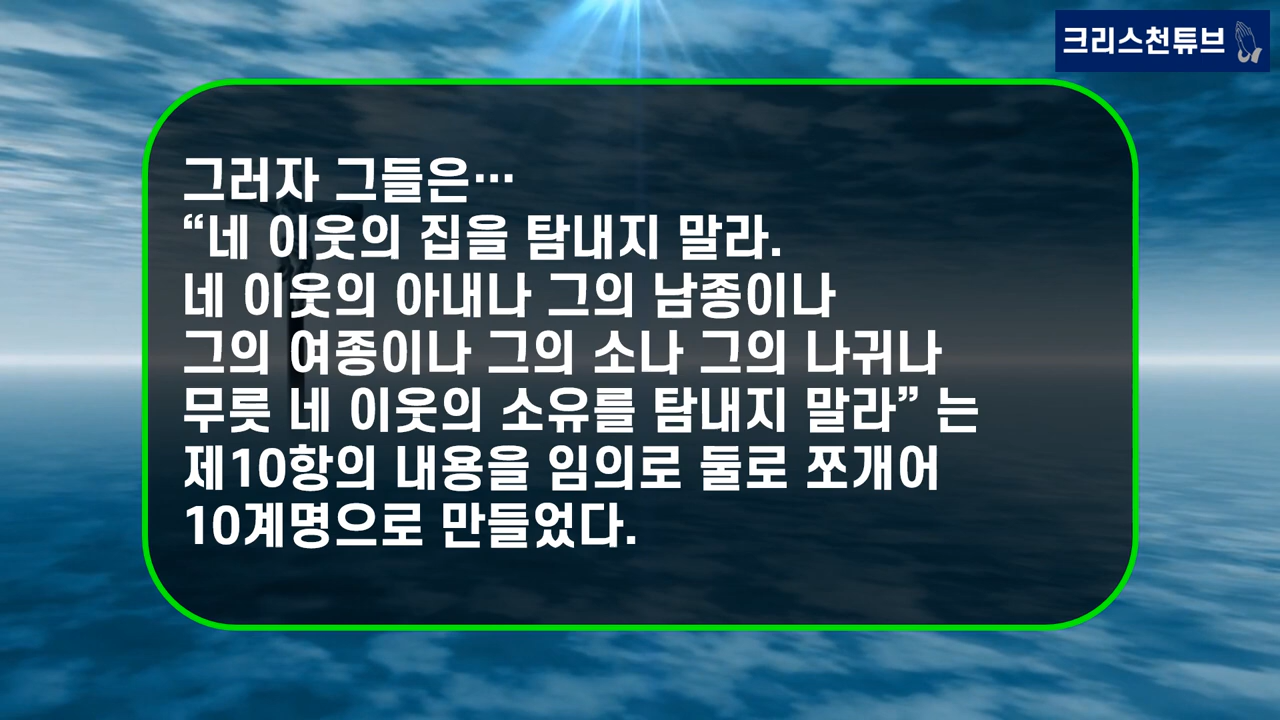 크리스천튜브
그러자 그들은…
“네 이웃의 집을 탐내지 말라.
네 이웃의 아내나 그의 남종이나
그의 여종이나 그의 소나 그의 나귀나
무릇 네 이웃의 소유를 탐내지 말라” 는
제10항의 내용을 임의로 둘로 쪼개어
10계명으로 만들었다.